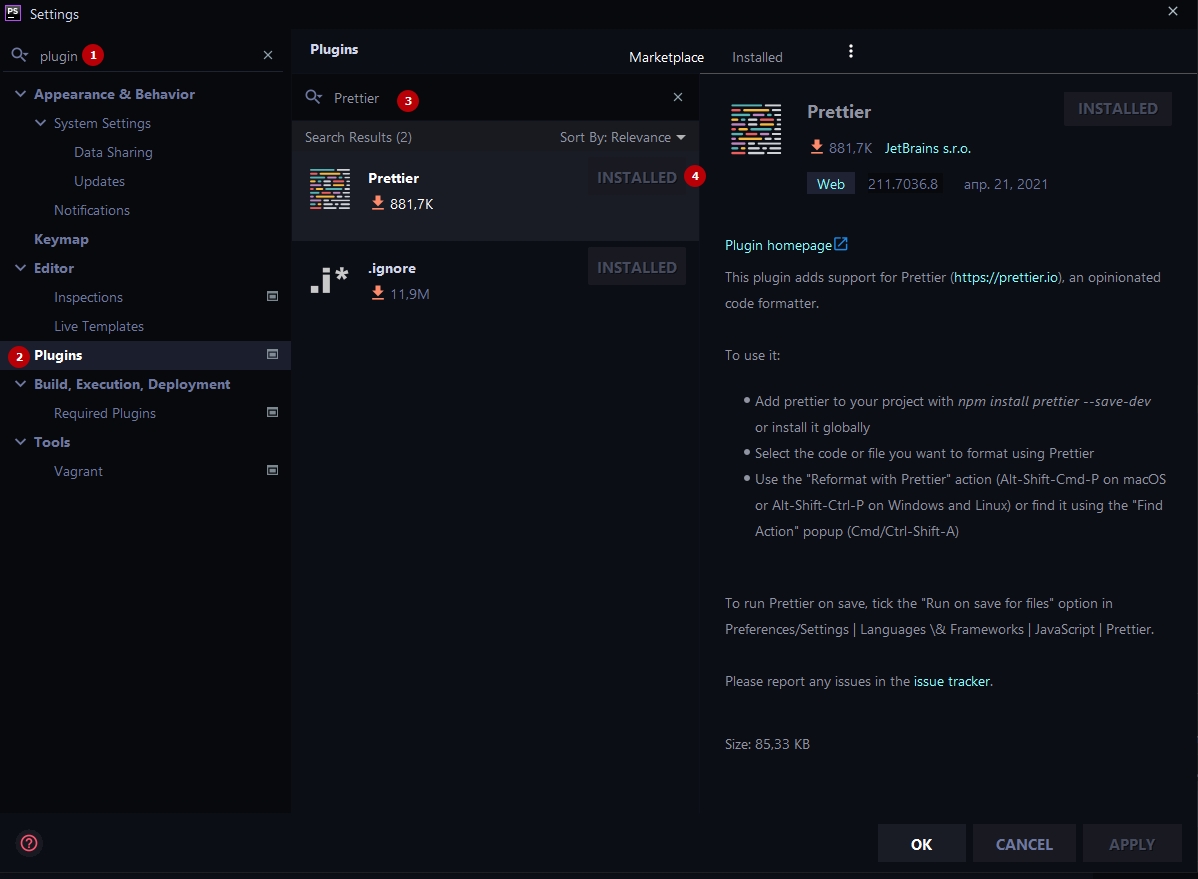 PS Settings
plugin 1
Appearance & Behavior
System Settings
Data Sharing
Updates
Notifications
Keymap
Editor
Inspections
Live Templates
2 Plugins
Build, Execution, Deployment
Required Plugins
Tools
Vagrant
Plugins
Marketplace Installed
Prettier 3
Search Results (2) Sort By: Relevance
Prettier INSTALLED 4
881,7K
.i* .ignore INSTALLED
11,9M
Prettier INSTALLED
881,7K JetBrains s.r.o.
Web 211.7036.8 апр. 21, 2021
Plugin homepage
This plugin adds support for Prettier (https://prettier.io), an opinionated
code formatter.
To use it:
Add prettier to your project with npm install prettier --save-dev
or install it globally
Select the code or file you want to format using Prettier
Use the "Reformat with Prettier" action (Alt-Shift-Cmd-P on macOS
or Alt-Shift-Ctrl-P on Windows and Linux) or find it using the "Find
Action" popup (Cmd/Ctrl-Shift-A)
To run Prettier on save, tick the "Run on save for files" option in
Preferences/Settings | Languages \& Frameworks | JavaScript | Prettier.
Please report any issues in the issue tracker.
Size: 85,33 KB
?
OK CANCEL APPLY